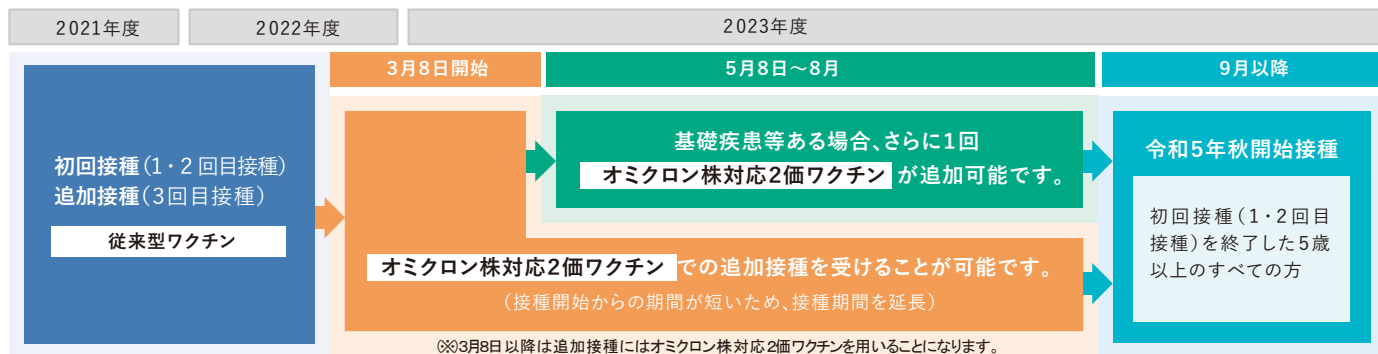 2021年度
2022年度
2023年度
3月8日開始
5月8日〜8月
9月以降
初回接種(1・2回目接種)
追加接種(3回目接種)
従来型ワクチン
基礎疾患等ある場合、さらに1回
オミクロン株対応2価ワクチン が追加可能です。
オミクロン株対応2価ワクチン での追加接種を受けることが可能です。
(接種開始からの期間が短いため、接種期間を延長)
(※)3月8日以降は追加接種にはオミクロン株対応2価ワクチンを用いることになります。
令和5年秋開始接種
初回接種(1・2回目
接種)を終了した5歳
以上のすべての方